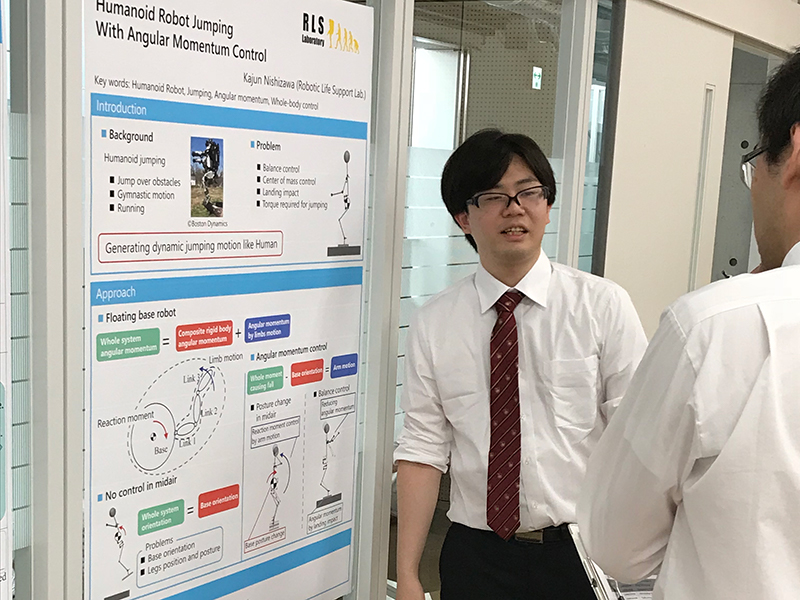 Humanoid Robot Jumping
With Angular Momentum Control
RLS
Laboratory
Kajun Nishizawa (Robotic Life Support Lab.)
Key words: Humanoid Robot, Jumping, Angular momentum, Whole-body control
Introduction
Background
Humanoid jumping
Jump over obstacles
Gymnastic motion
Running
©Boston Dynamics
Problem
Balance control
Center of mass control
Landing impact
Torque required for jumping
Generating dynamic jumping motion like Human
Approach
Floating base robot
Whole system
angular momentum
=
Composite rigid body
angular momentum
+
Angular momentum
by limbs motion
Limb motion
Link 3
Link 2
Link 1
Reaction moment
Base
Angular momentum control
Whole moment
causing fall
-
Base orientation
=
Arm motion
Posture change
in midair
Reaction moment control
by arm motion
Base posture change
Balance control
Reducing
angular momentum
Angular momentum
by landing impact
No control in midair
Whole system
orientation
=
Base orientation
Problems
Base orientation
Legs position and posture